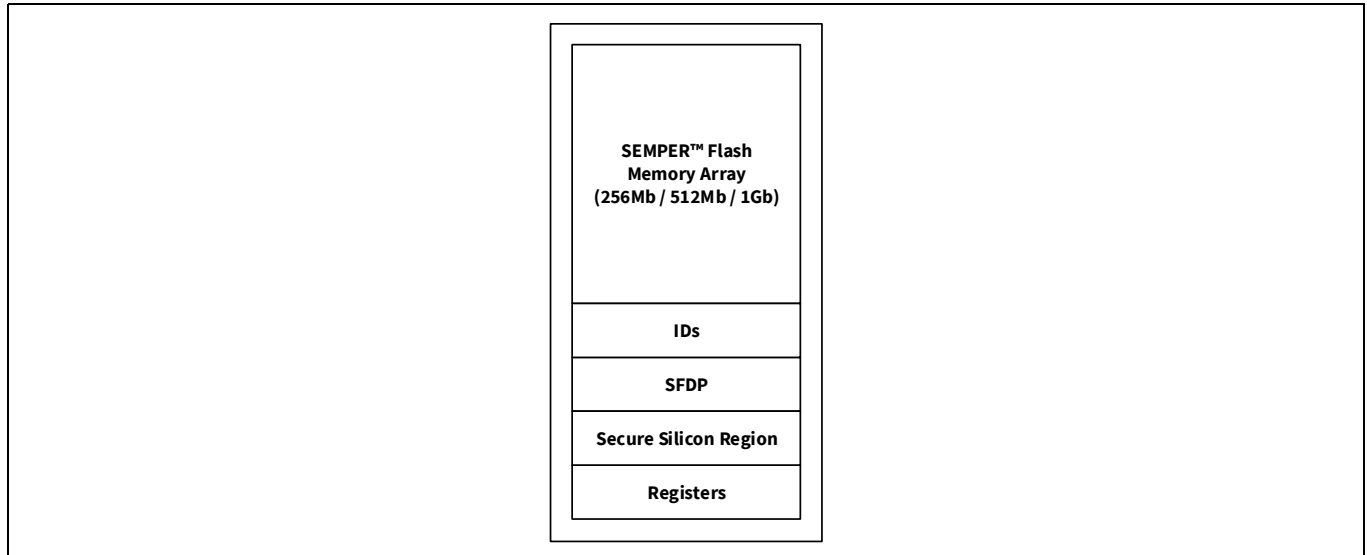 SEMPER™ Flash
Memory Array
(256Mb / 512Mb / 1Gb)
IDs
SFDP
Secure Silicon Region
Registers